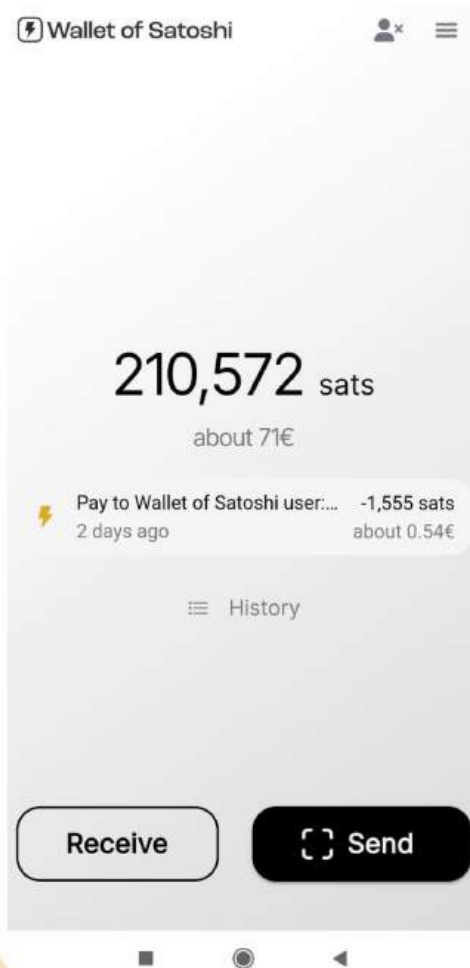 Wallet of Satoshi
210,572 sats
about 71€
Pay to Wallet of Satoshi user:... -1,555 sats
2 days ago about 0.54€
History
Receive
Send